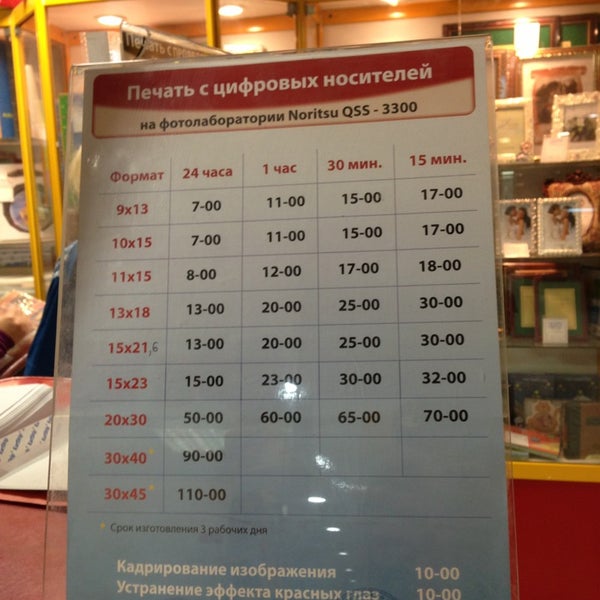 Печать с
Печать с цифровых носителей
на фотолаборатории Noritsu QSS - 3300
Формат 24 часа 1 час 30 мин. 15 мин.
9x13 7-00 11-00 15-00 17-00
10x15 7-00 11-00 15-00 17-00
11x15 8-00 12-00 17-00 18-00
13x18 13-00 20-00 25-00 30-00
15x21,6 13-00 20-00 25-00 30-00
15x23 15-00 23-00 30-00 32-00
20x30 50-00 60-00 65-00 70-00
30x40* 90-00
30x45* 110-00
* Срок изготовления 3 рабочих дня
Кадрирование изображения 10-00
Устранение эффекта красных глаз 10-00